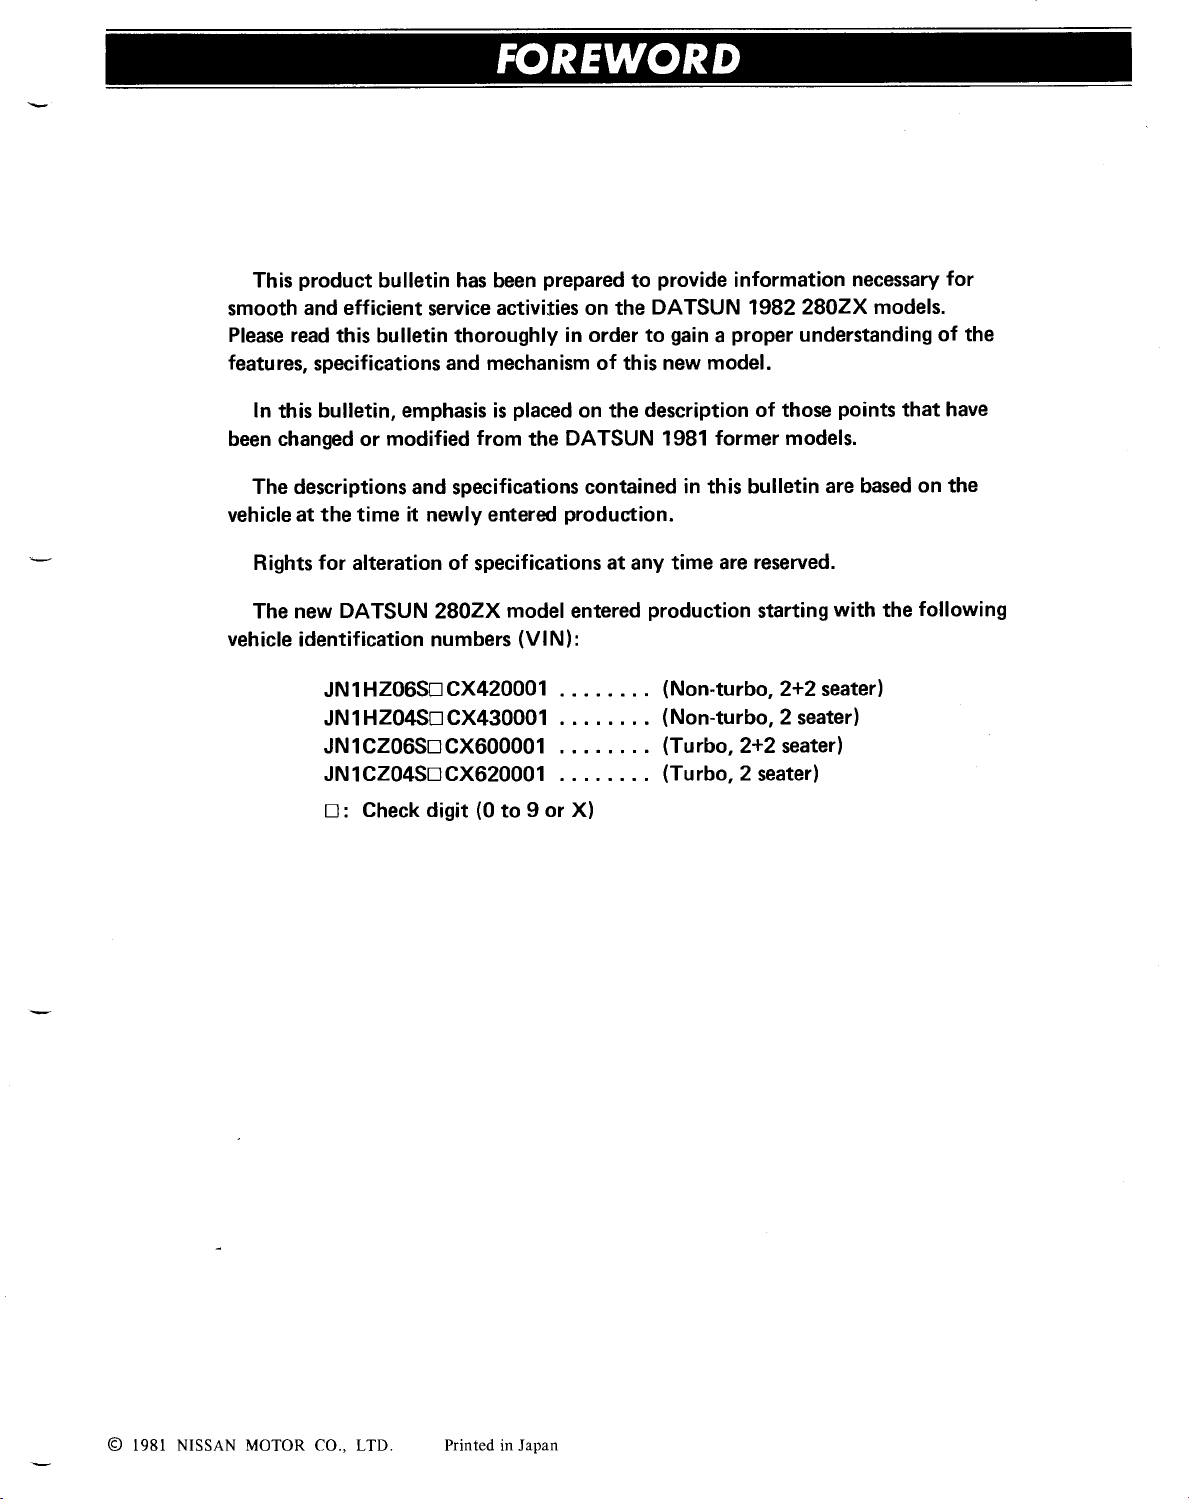 FOREWORD
This product bulletin has been prepared to provide information necessary for
smooth and efficient service activities on the DATSUN 1982 280ZX models.
Please read this bulletin thoroughly in order to gain a proper understanding of the
features, specifications and mechanism of this new model.
In this bulletin, emphasis is placed on the description of those points that have
been changed or modified from the DATSUN 1981 former models.
The descriptions and specifications contained in this bulletin are based on the
vehicle at the time it newly entered production.
Rights for alteration of specifications at any time are reserved.
The new DATSUN 280ZX model entered production starting with the following
vehicle identification numbers (VIN):
JN1HZ06S□CX420001 ........ (Non-turbo, 2+2 seater)
JN1HZ04S□CX430001 ........ (Non-turbo, 2 seater)
JN1CZ06S□CX600001 ........ (Turbo, 2+2 seater)
JN1CZ04S□CX620001 ........ (Turbo, 2 seater)
□: Check digit (0 to 9 or X)
© 1981 NISSAN MOTOR CO., LTD. Printed in Japan